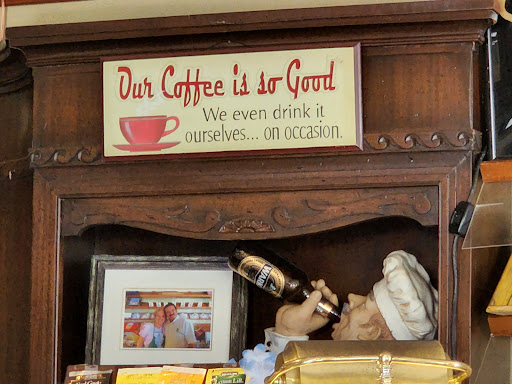 Our Coffee is so Good
We even drink it
ourselves... on occasion.